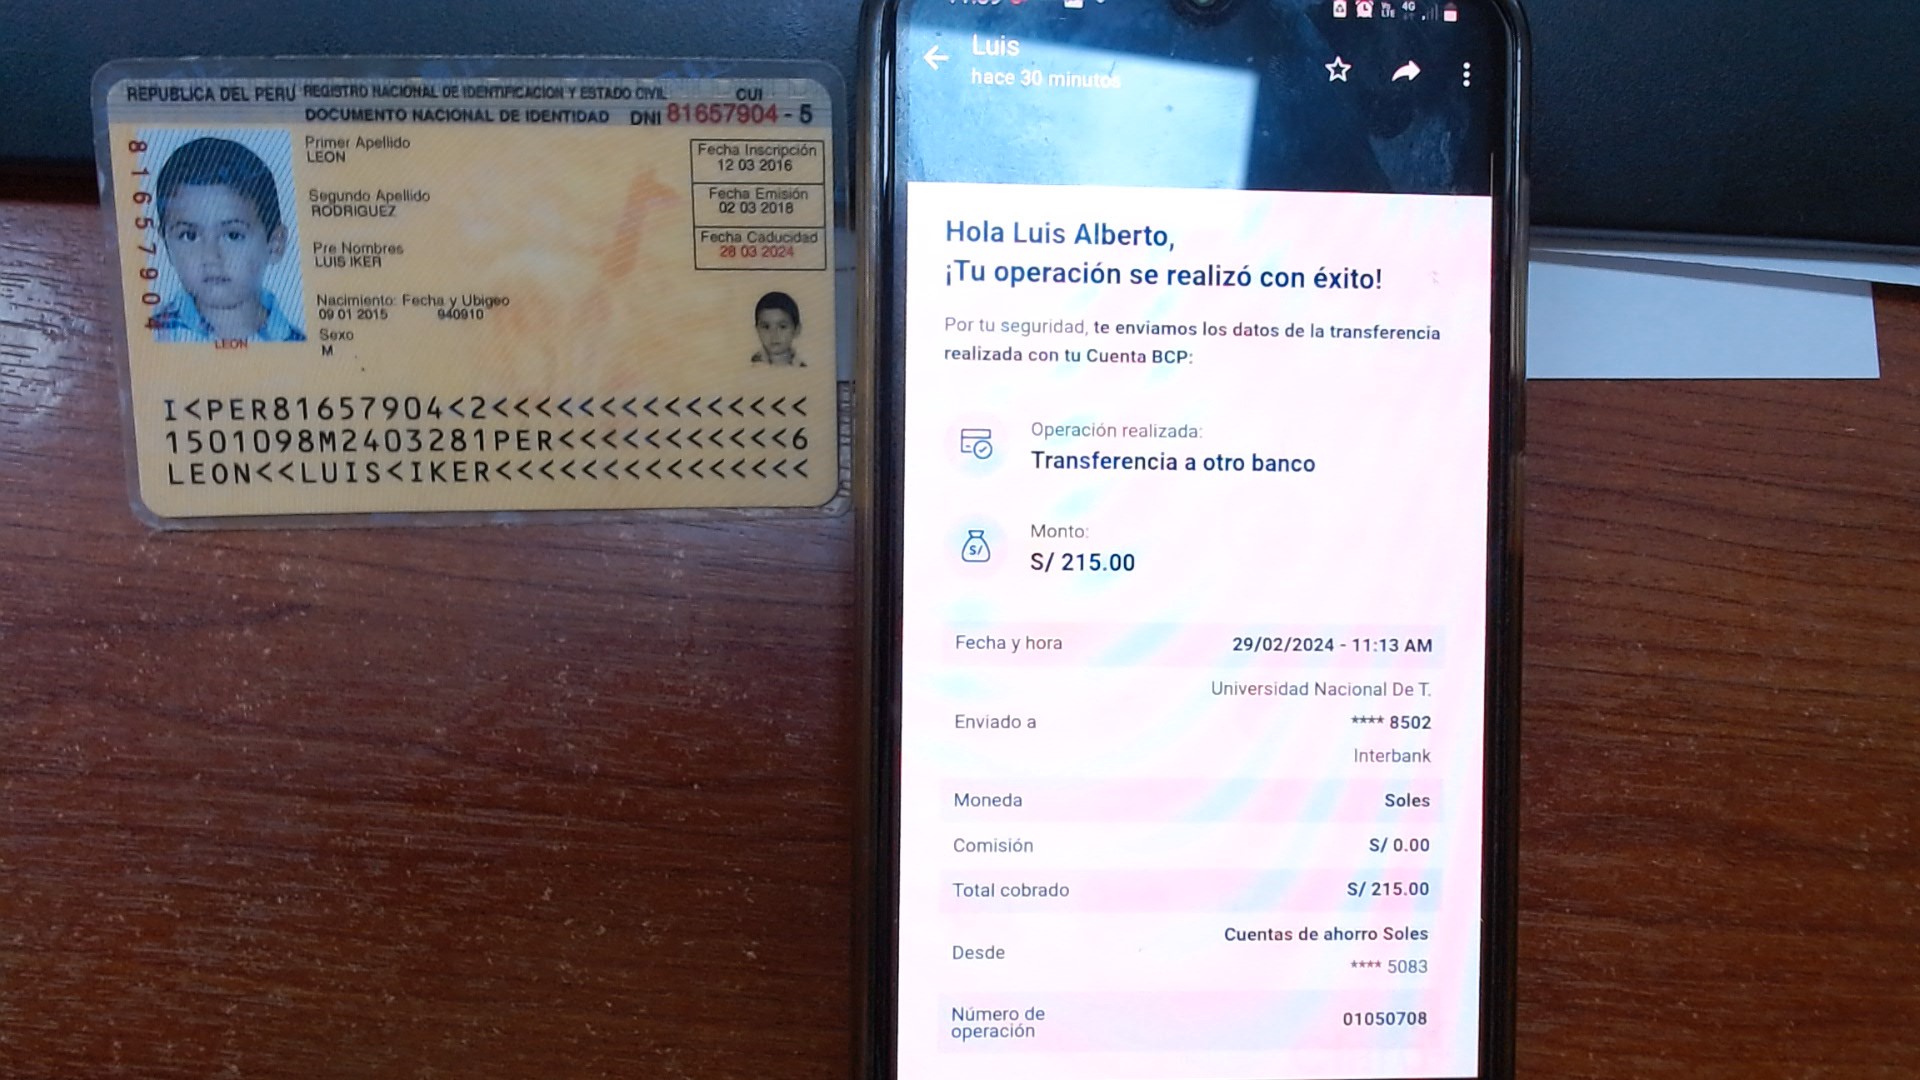 REPUBLICA DEL PERU REGISTRO NACIONAL DE IDENTIFICACION Y ESTADO CIVIL CUI
DOCUMENTO NACIONAL DE IDENTIDAD DNI 81657904 - 5
81657904
Primer Apellido
LEON
Segundo Apellido
RODRIGUEZ
Pre Nombres
LUIS IKER
Nacimiento: Fecha y Ubigeo
09 01 2015 940910
Sexo
M
Fecha Inscripción
12 03 2016
Fecha Emisión
02 03 2018
Fecha Caducidad
28 03 2024
LEON
I<PER81657904<2<<<<<<<<<<<<<<<
1501098M2403281PER<<<<<<<<<<<6
LEON<<LUIS<IKER<<<<<<<<<<<<<<<
4G
Luis
hace 30 minutos
Hola Luis Alberto,
¡Tu operación se realizó con éxito!
Por tu seguridad, te enviamos los datos de la transferencia
realizada con tu Cuenta BCP:
Operación realizada:
Transferencia a otro banco
S/
Monto:
S/ 215.00
Fecha y hora 29/02/2024 - 11:13 AM
Universidad Nacional De T.
Enviado a **** 8502
Interbank
Moneda Soles
Comisión S/ 0.00
Total cobrado S/ 215.00
Cuentas de ahorro Soles
Desde
**** 5083
Número de
operación 01050708